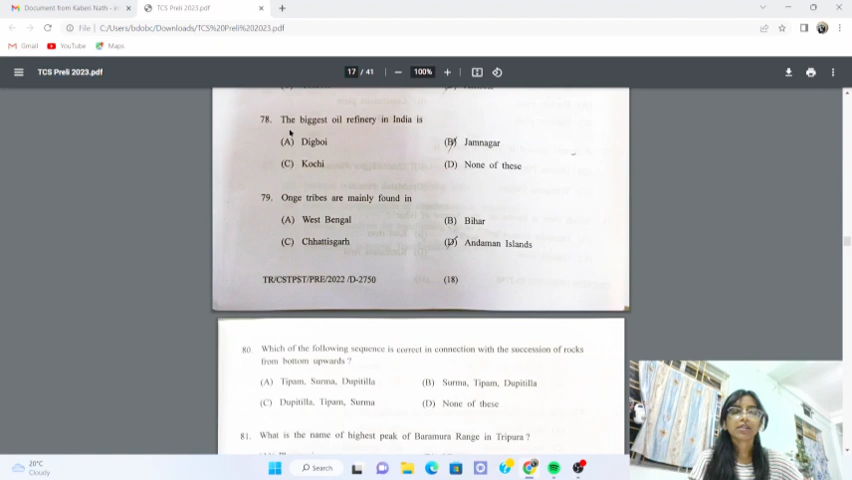 Document from Kaberi Nath - in
TCS Preli 2023.pdf
File
C:/Users/bdobc/Downloads/TCS%20Preli%202023.pdf
Gmail
YouTube
Maps
TCS Preli 2023.pdf
17 / 41
100%
78. The biggest oil refinery in India is
(A) Digboi
(B) Jamnagar
(C) Kochi
(D) None of these
79. Onge tribes are mainly found in
(A) West Bengal
(B) Bihar
(C) Chhattisgarh
(D) Andaman Islands
TR/CSTPST/PRE/2022 /D-2750
(18)
80. Which of the following sequence is correct in connection with the succession of rocks
from bottom upwards ?
(A) Tipam, Surma, Dupitilla
(B) Surma, Tipam, Dupitilla
(C) Dupitilla, Tipam, Surma
(D) None of these
81. What is the name of highest peak of Baramura Range in Tripura ?
20°C
Cloudy
Search